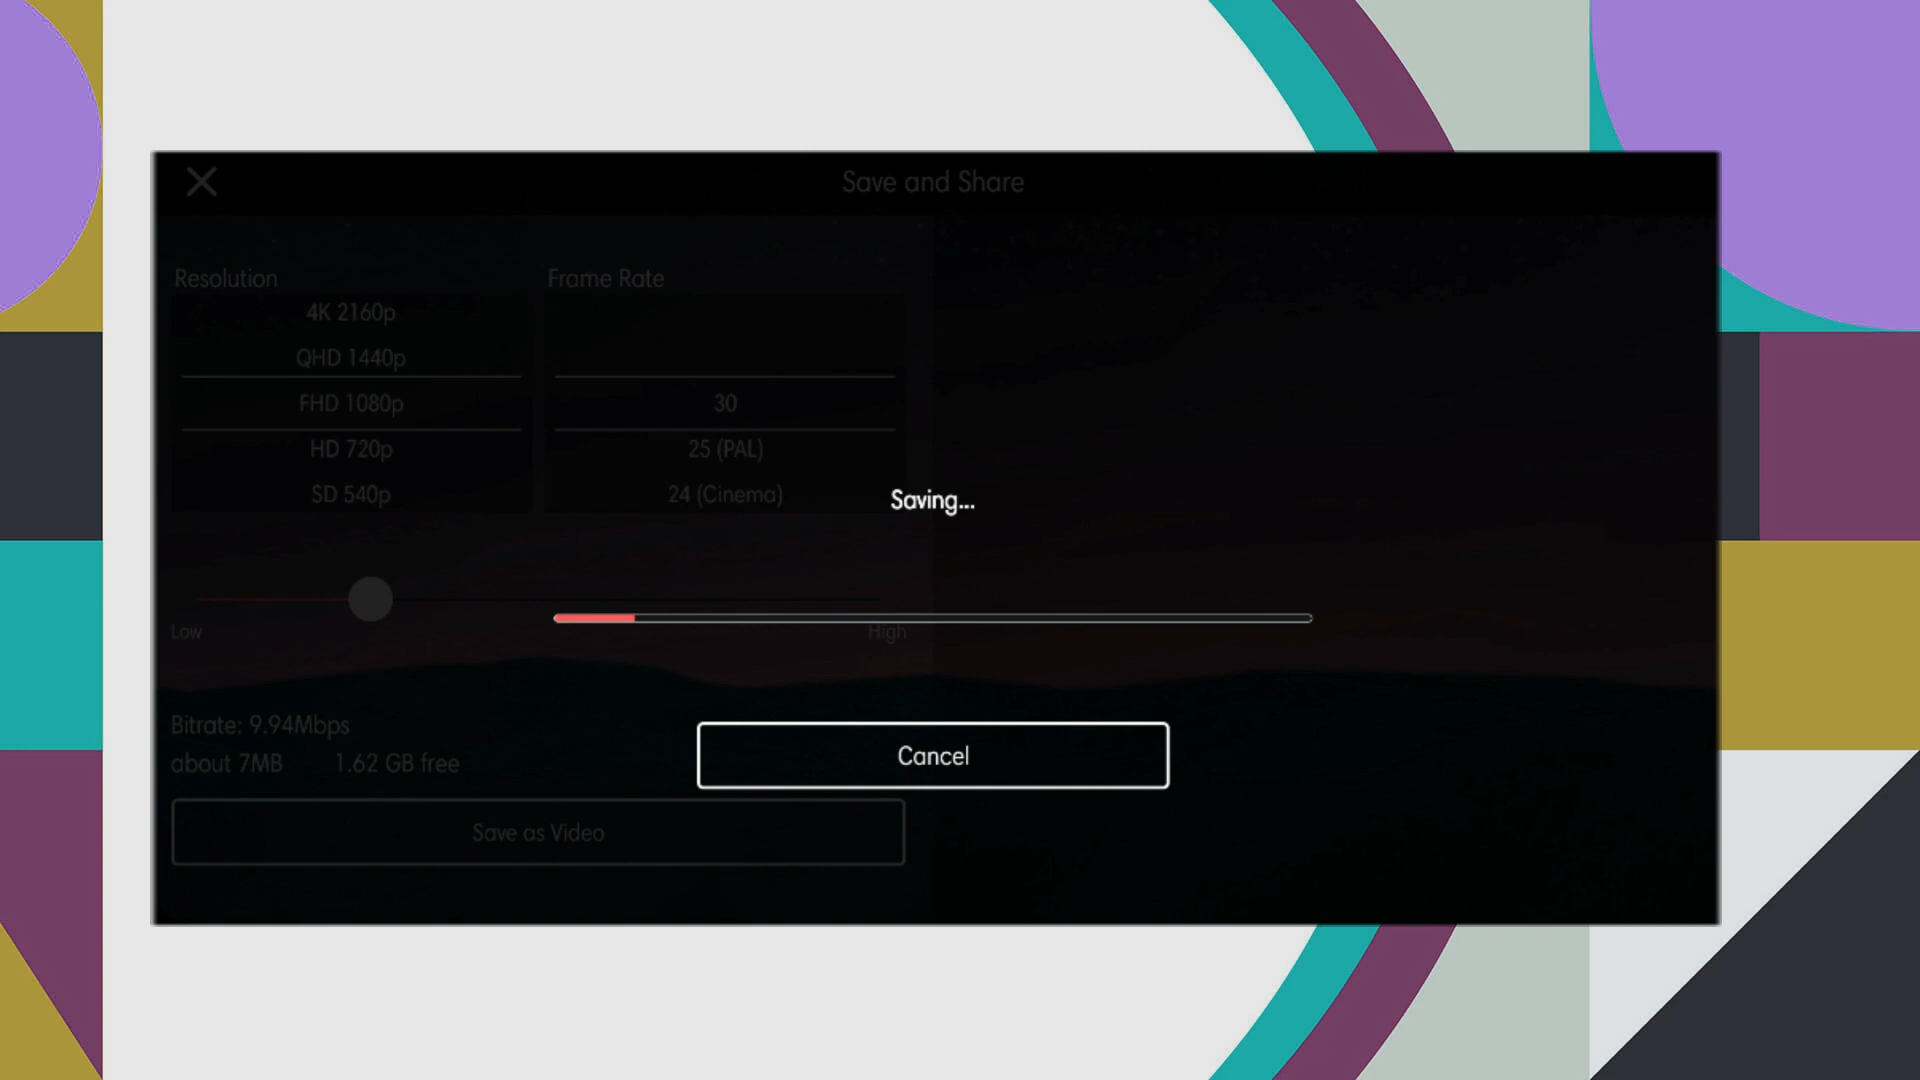 Save and Share
Resolution
Frame Rate
4K 2160p
QHD 1440p
FHD 1080p
30
HD 720p
25 (PAL)
SD 540p
24 (Cinema)
Saving...
Low
High
Bitrate: 9.94Mbps
about 7MB 1.62 GB free
Cancel
Save as Video